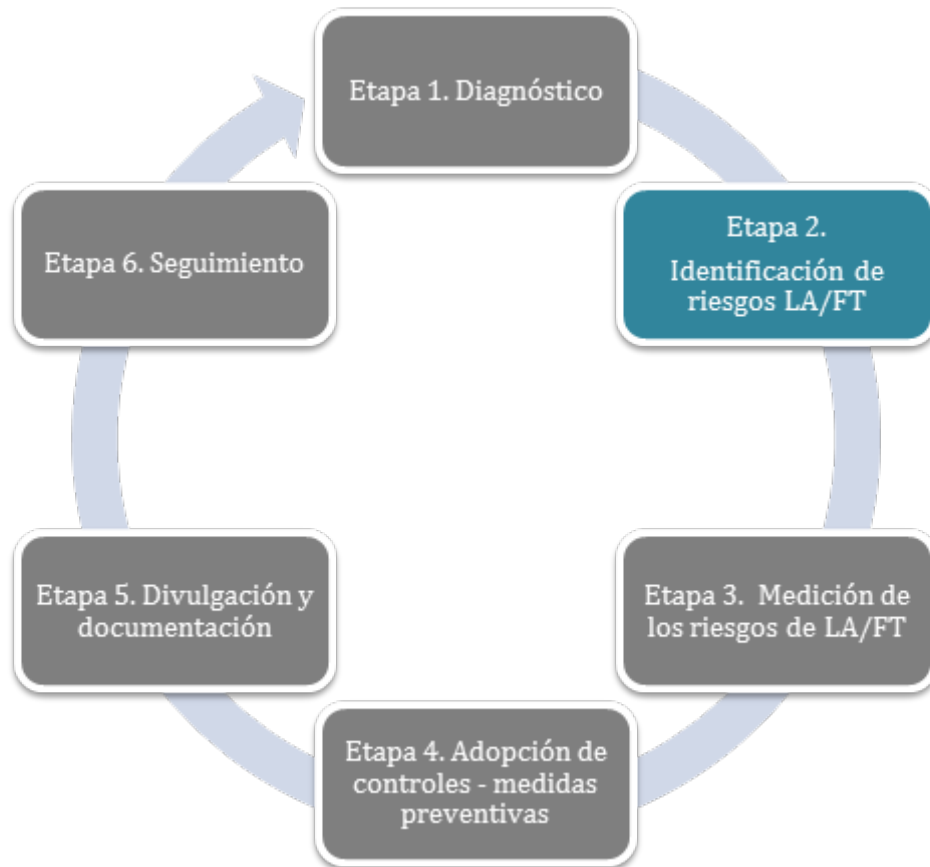 Etapa 1. Diagnóstico
Etapa 2.
Identificación de
riesgos LA/FT
Etapa 3. Medición de
los riesgos de LA/FT
Etapa 4. Adopción de
controles - medidas
preventivas
Etapa 5. Divulgación y
documentación
Etapa 6. Seguimiento